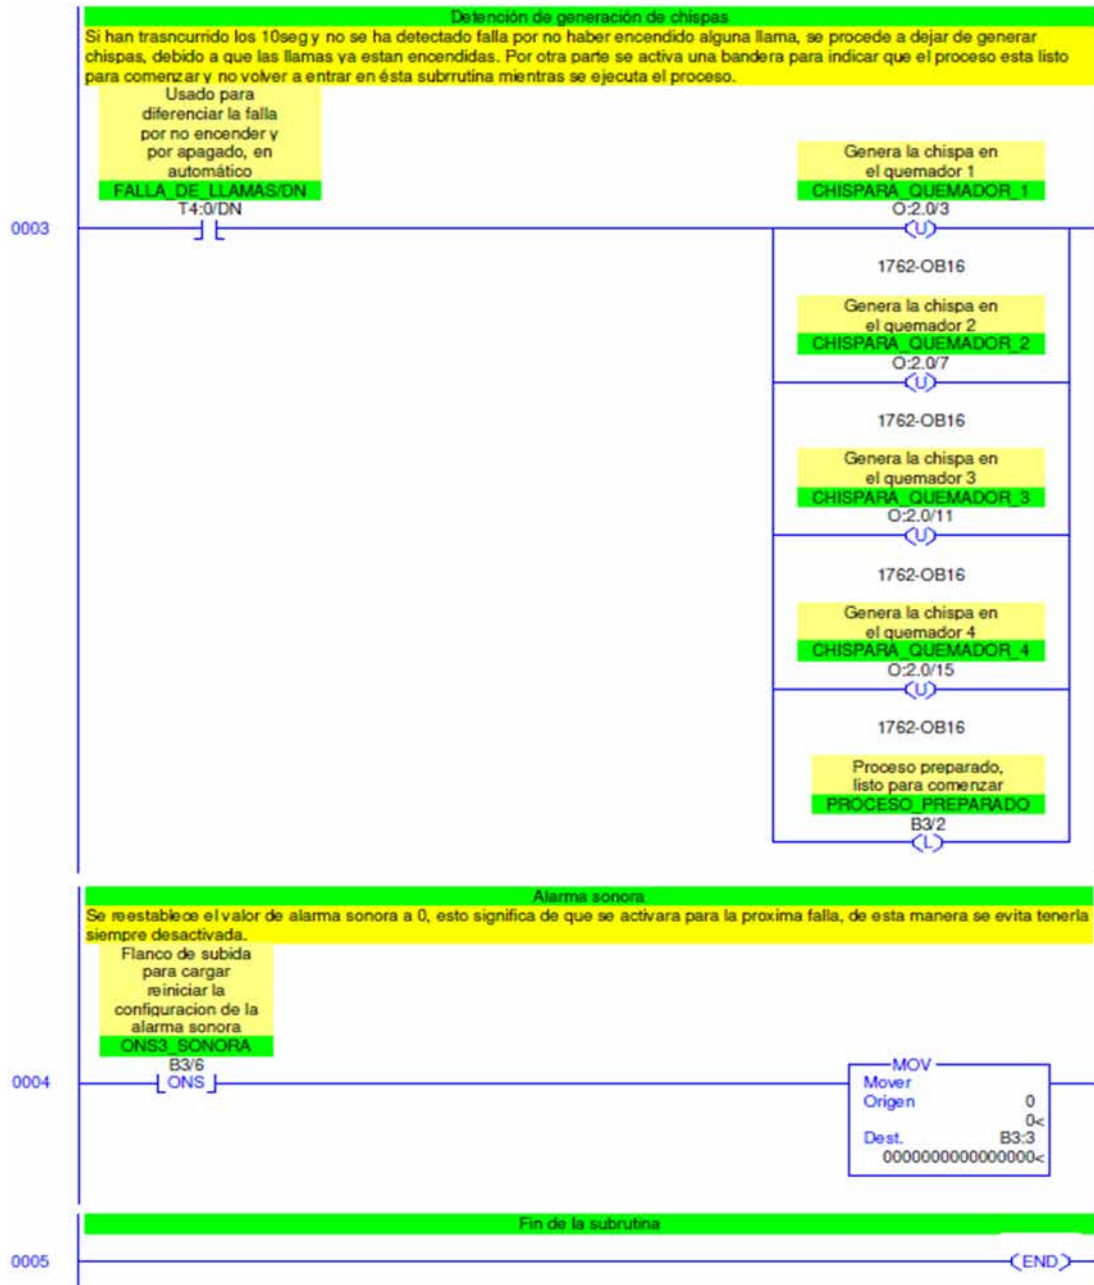 Detención de generación de chispas
Si han trasncurrido los 10seg y no se ha detectado falla por no haber encendido alguna llama, se procede a dejar de generar
chispas, debido a que las llamas ya estan encendidas. Por otra parte se activa una bandera para indicar que el proceso esta listo
para comenzar y no volver a entrar en ésta subrrutina mientras se ejecuta el proceso.
Usado para
diferenciar la falla
por no encender y
por apagado, en
automático
FALLA_DE_LLAMAS/DN
T4:0/DN
0003
Genera la chispa en
el quemador 1
CHISPARA_QUEMADOR_1
O:2.0/3
U
1762-OB16
Genera la chispa en
el quemador 2
CHISPARA_QUEMADOR_2
O:2.0/7
U
1762-OB16
Genera la chispa en
el quemador 3
CHISPARA_QUEMADOR_3
O:2.0/11
U
1762-OB16
Genera la chispa en
el quemador 4
CHISPARA_QUEMADOR_4
O:2.0/15
U
1762-OB16
Proceso preparado,
listo para comenzar
PROCESO_PREPARADO
B3/2
L
Alarma sonora
Se reestablece el valor de alarma sonora a 0, esto significa de que se activara para la proxima falla, de esta manera se evita tenerla
siempre desactivada.
Flanco de subida
para cargar
reiniciar la
configuracion de la
alarma sonora
ONS3_SONORA
B3/6
0004
ONS
MOV
Mover
Origen 0
0<
Dest. B3:3
0000000000000000<
Fin de la subrutina
0005
END